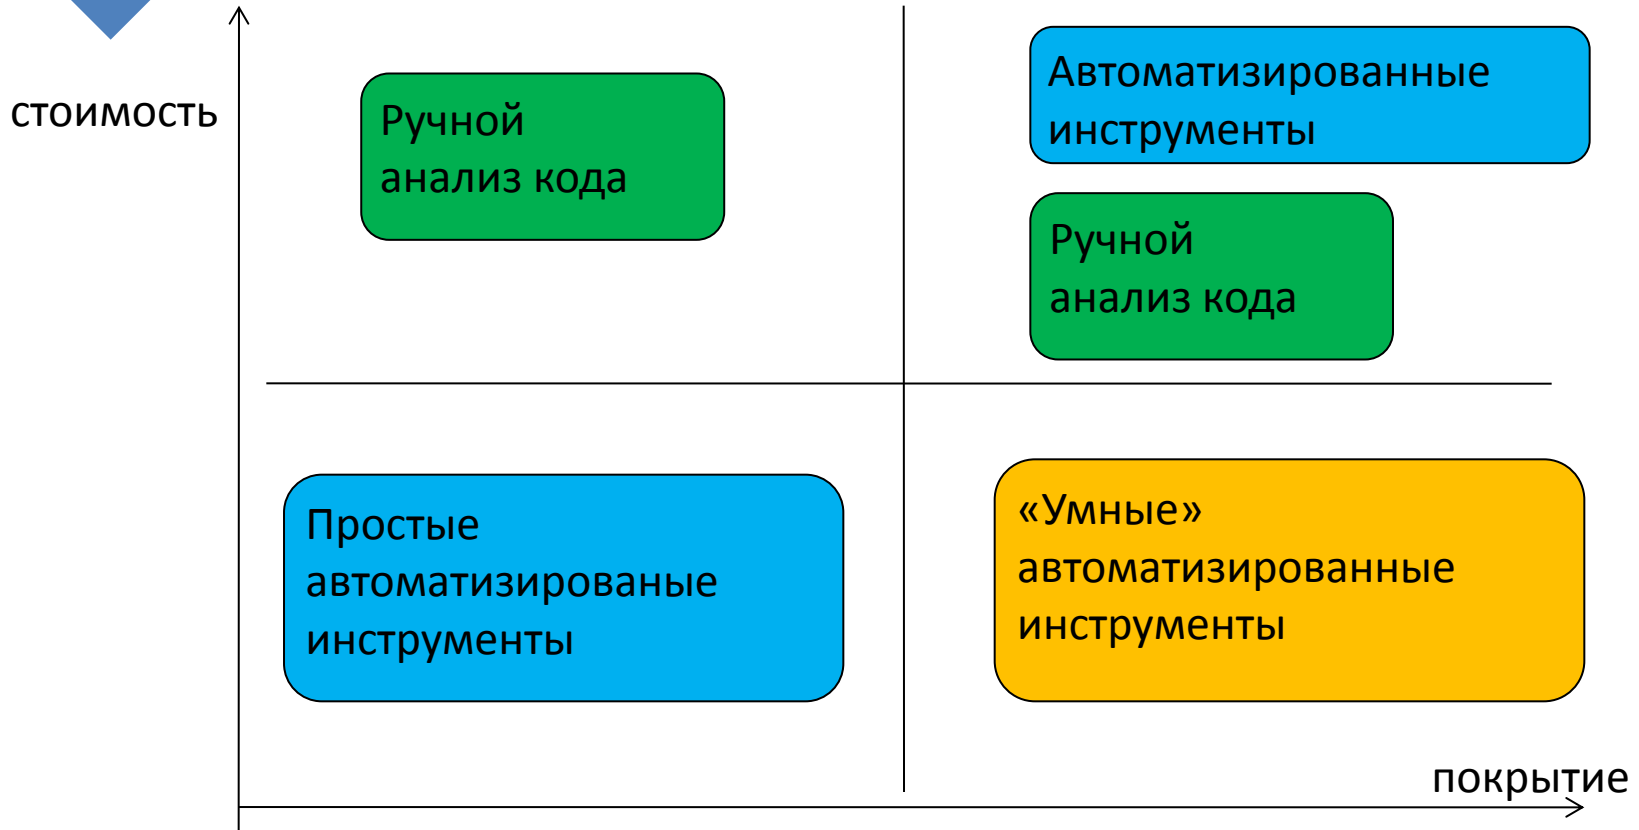 стоимость
Ручной
анализ кода
Автоматизированные
инструменты
Ручной
анализ кода
Простые
автоматизированые
инструменты
«Умные»
автоматизированные
инструменты
покрытие